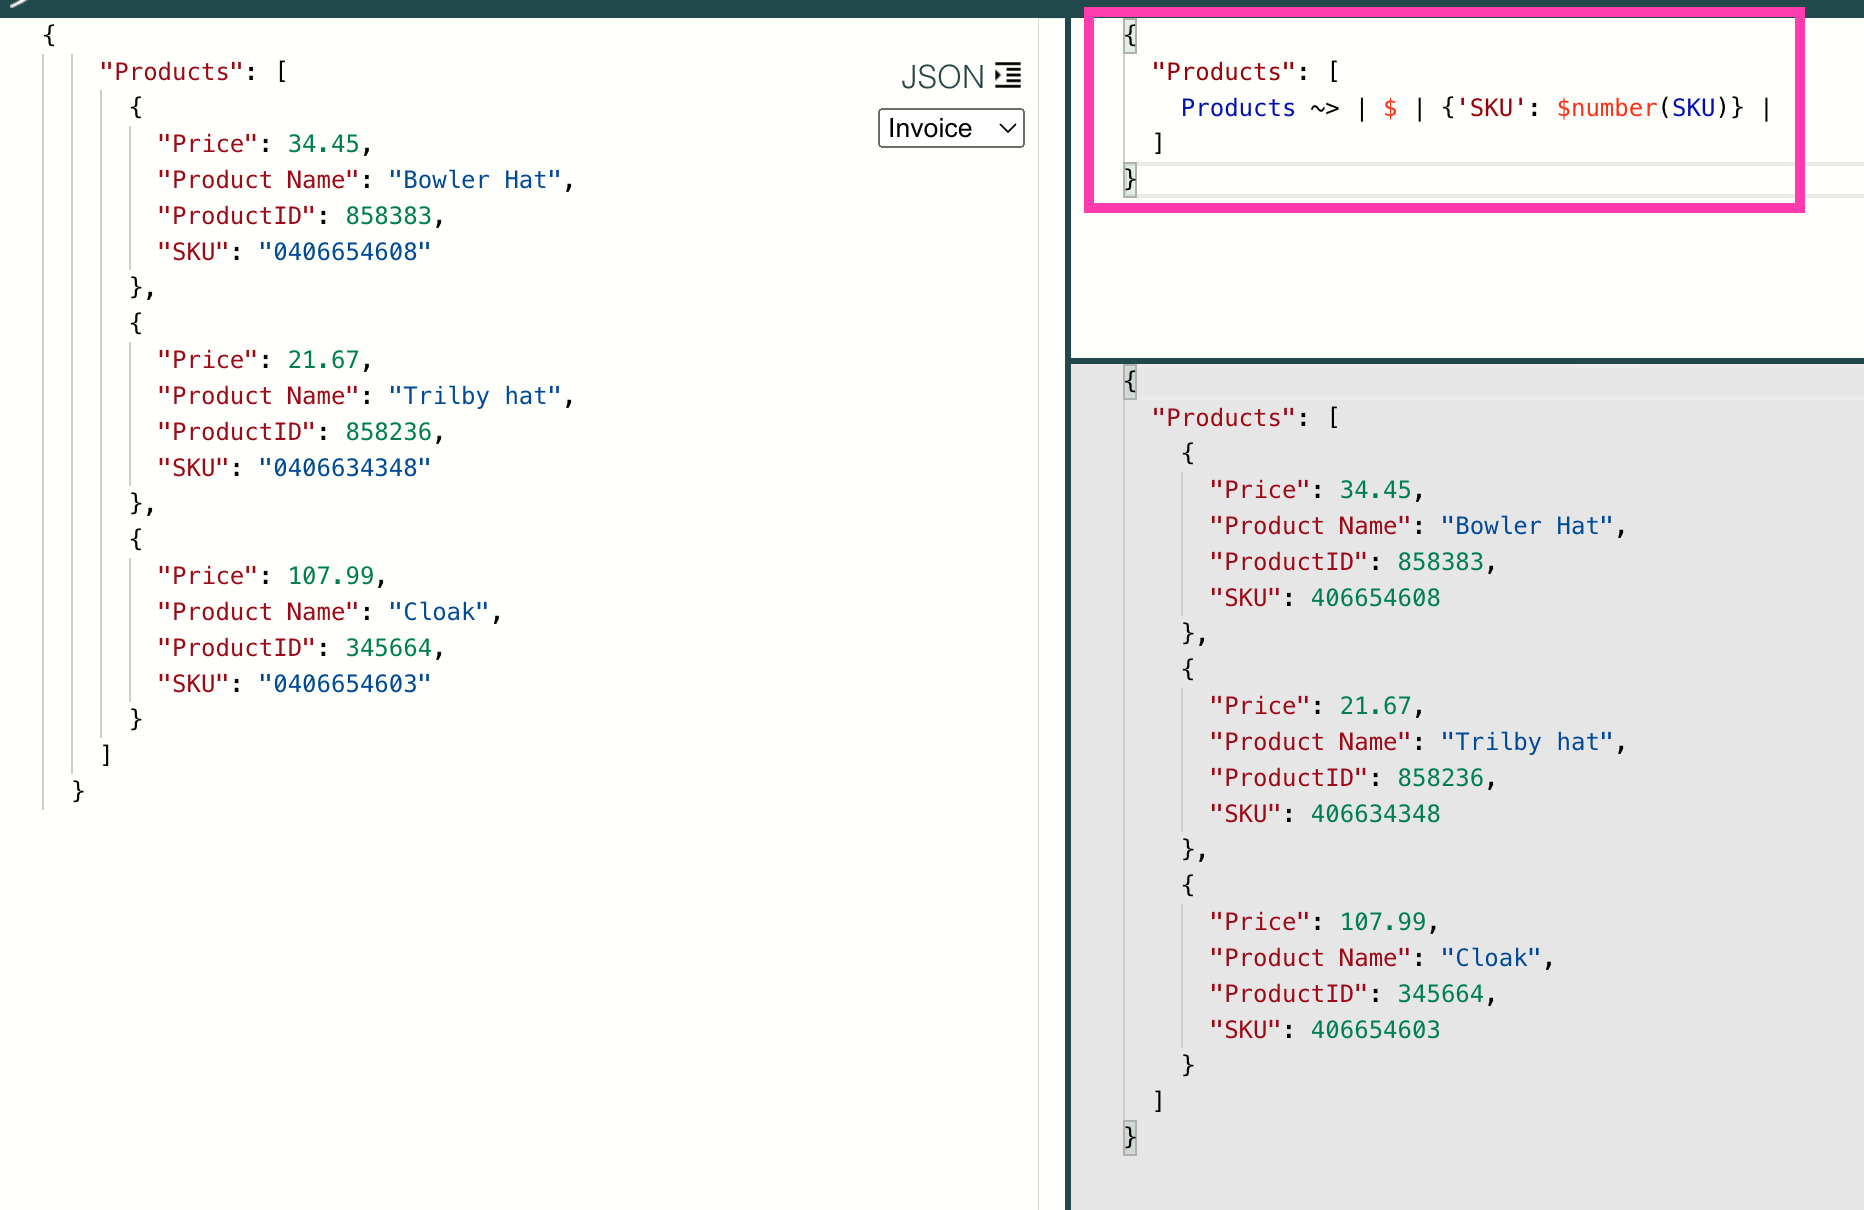 {
"Products": [
{
"Price": 34.45,
"Product Name": "Bowler Hat",
"ProductID": 858383,
"SKU": "0406654608"
},
{
"Price": 21.67,
"Product Name": "Trilby hat",
"ProductID": 858236,
"SKU": "0406634348"
},
{
"Price": 107.99,
"Product Name": "Cloak",
"ProductID": 345664,
"SKU": "0406654603"
}
]
}
JSON
Invoice
{
"Products": [
Products ~> | $ | {'SKU': $number(SKU)} |
]
}
{
"Products": [
{
"Price": 34.45,
"Product Name": "Bowler Hat",
"ProductID": 858383,
"SKU": 406654608
},
{
"Price": 21.67,
"Product Name": "Trilby hat",
"ProductID": 858236,
"SKU": 406634348
},
{
"Price": 107.99,
"Product Name": "Cloak",
"ProductID": 345664,
"SKU": 406654603
}
]
}